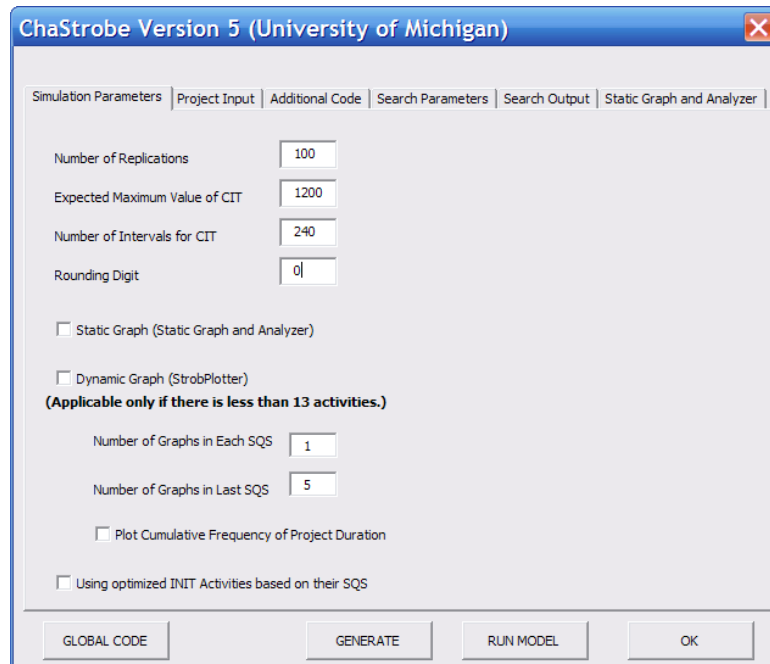 ChaStrobe Version 5 (University of Michigan)
Simulation Parameters Project Input Additional Code Search Parameters Search Output Static Graph and Analyzer
Number of Replications 100
Expected Maximum Value of CIT 1200
Number of Intervals for CIT 240
Rounding Digit 0
Static Graph (Static Graph and Analyzer)
Dynamic Graph (StrobPlotter)
(Applicable only if there is less than 13 activities.)
Number of Graphs in Each SQS 1
Number of Graphs in Last SQS 5
Plot Cumulative Frequency of Project Duration
Using optimized INIT Activities based on their SQS
GLOBAL CODE GENERATE RUN MODEL OK